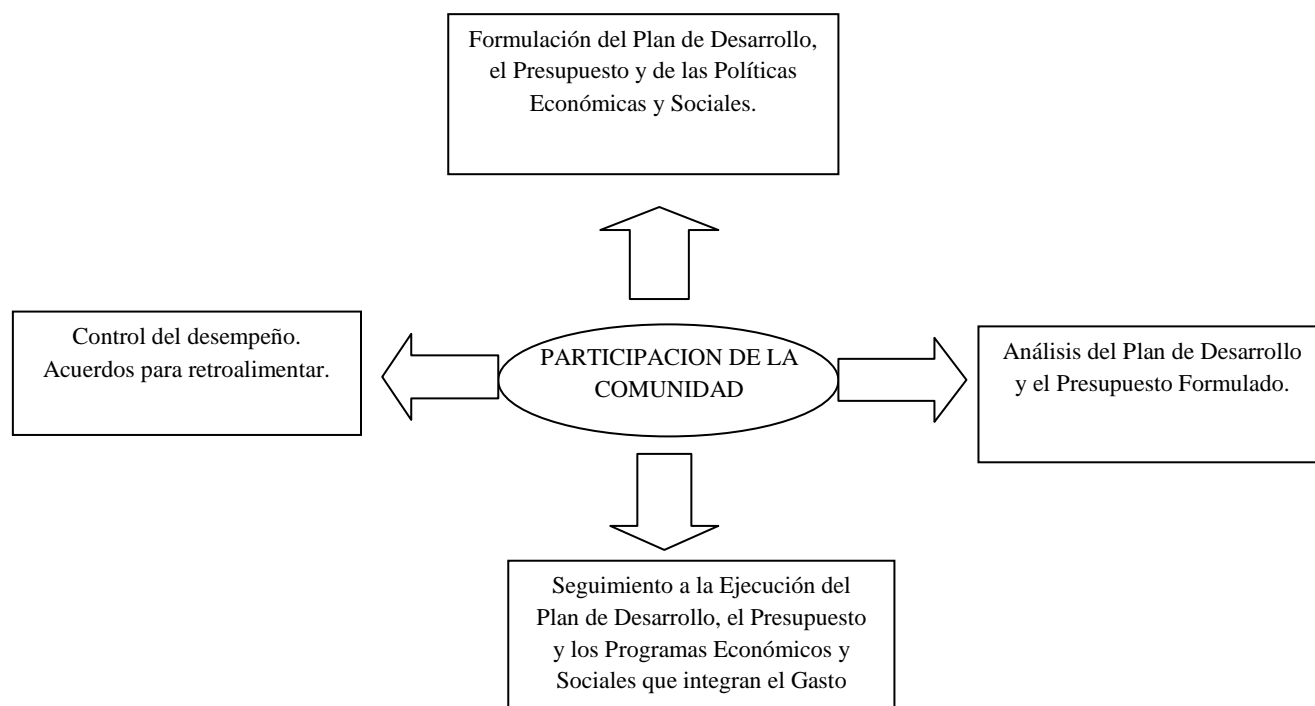 Formulación del Plan de Desarrollo,
el Presupuesto y de las Políticas
Económicas y Sociales.
Control del desempeño.
Acuerdos para retroalimentar.
PARTICIPACION DE LA
COMUNIDAD
Análisis del Plan de Desarrollo
y el Presupuesto Formulado.
Seguimiento a la Ejecución del
Plan de Desarrollo, el Presupuesto
y los Programas Económicos y
Sociales que integran el Gasto